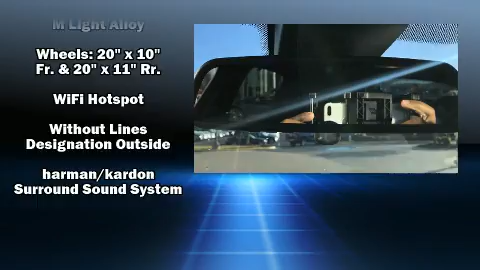 M Light Alloy
Wheels: 20" x 10"
Fr. & 20" x 11" Rr.
WiFi Hotspot
Without Lines
Designation Outside
harman/kardon
Surround Sound System